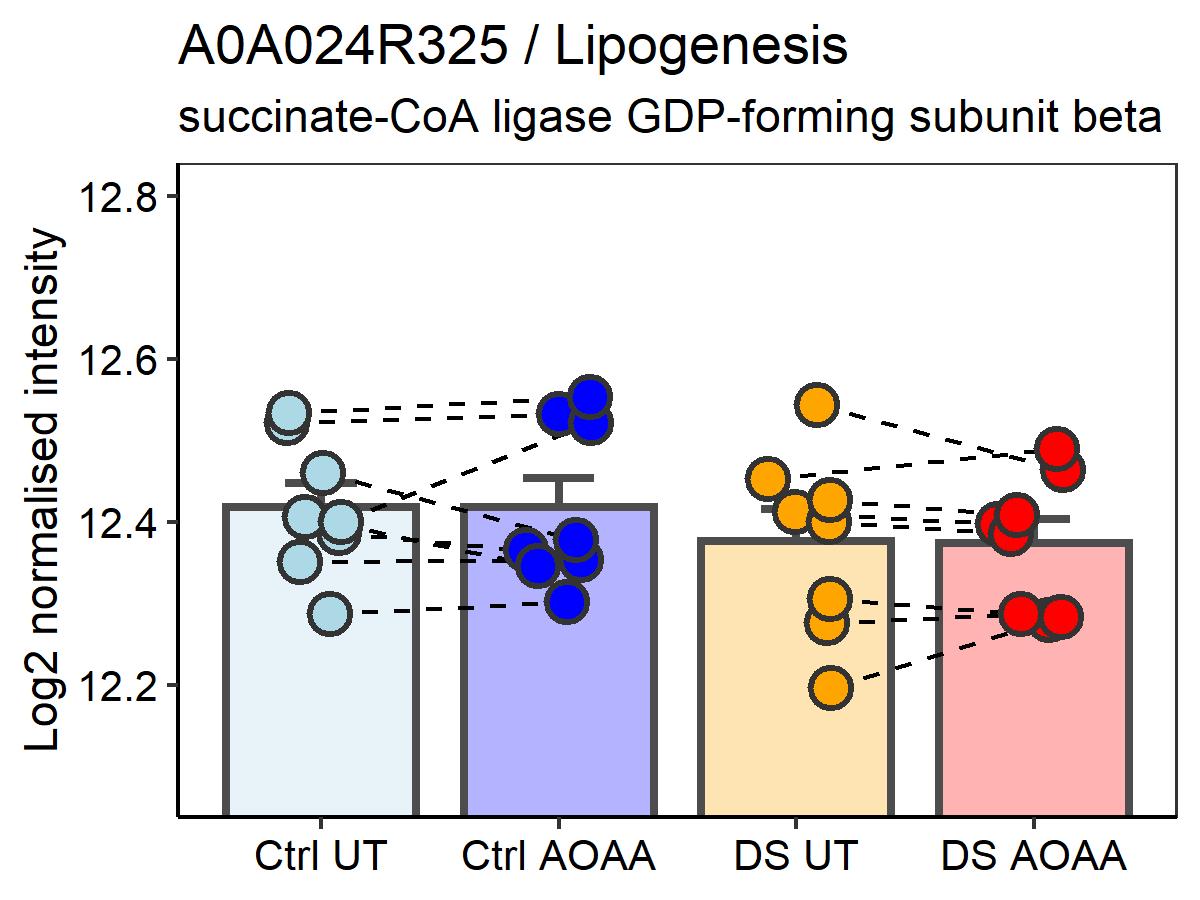 A0A024R325 / Lipogenesis
succinate-CoA ligase GDP-forming subunit beta
Log2 normalised intensity
12.8
12.6
12.4
12.2
Ctrl UT Ctrl AOAA DS UT DS AOAA